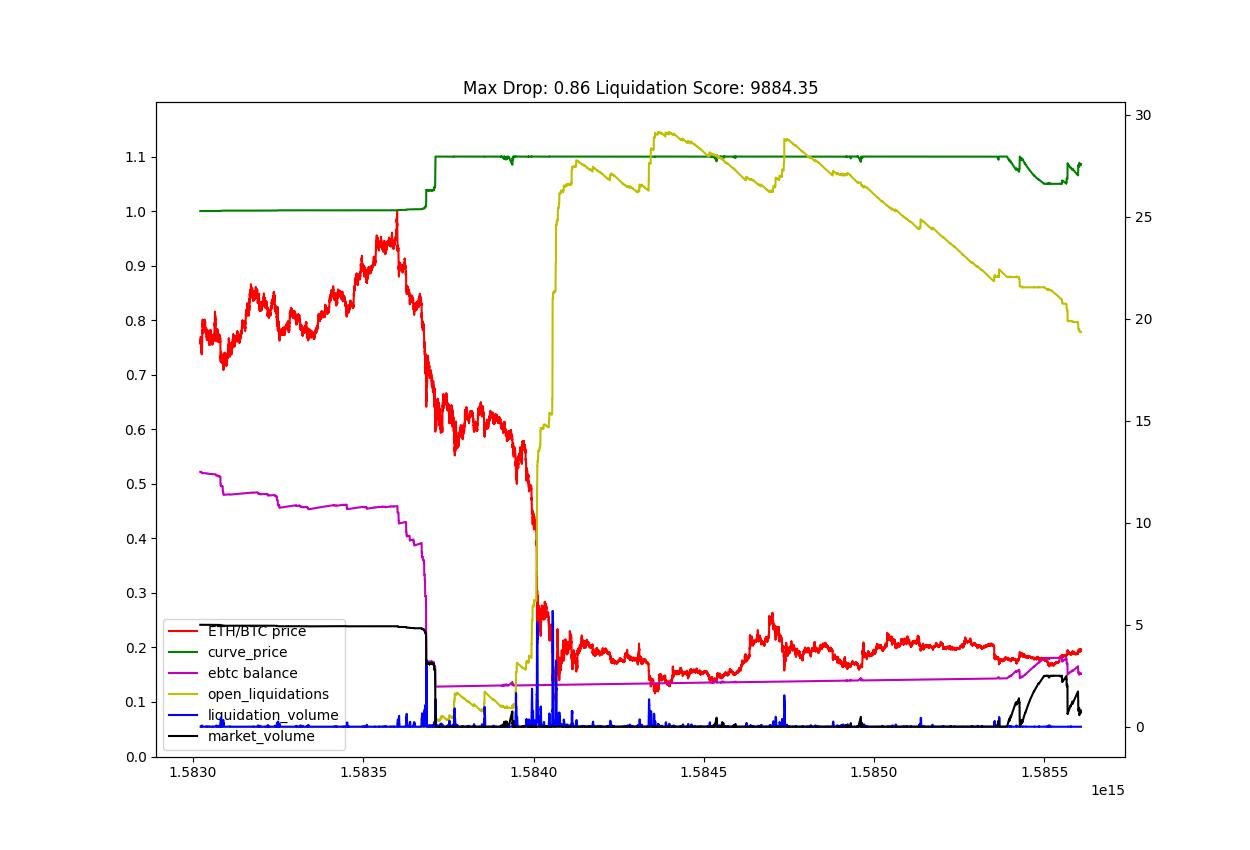 Max Drop: 0.86 Liquidation Score: 9884.35
30
1.1
25
1.0
0.9
20
0.8
0.7
15
0.6
0.5
10
0.4
0.3
5
0.2
0.1
0
0.0
ETH/BTC price
curve_price
ebtc balance
open_liquidations
liquidation_volume
market_volume
1.5830 1.5835 1.5840 1.5845 1.5850 1.5855
1e15